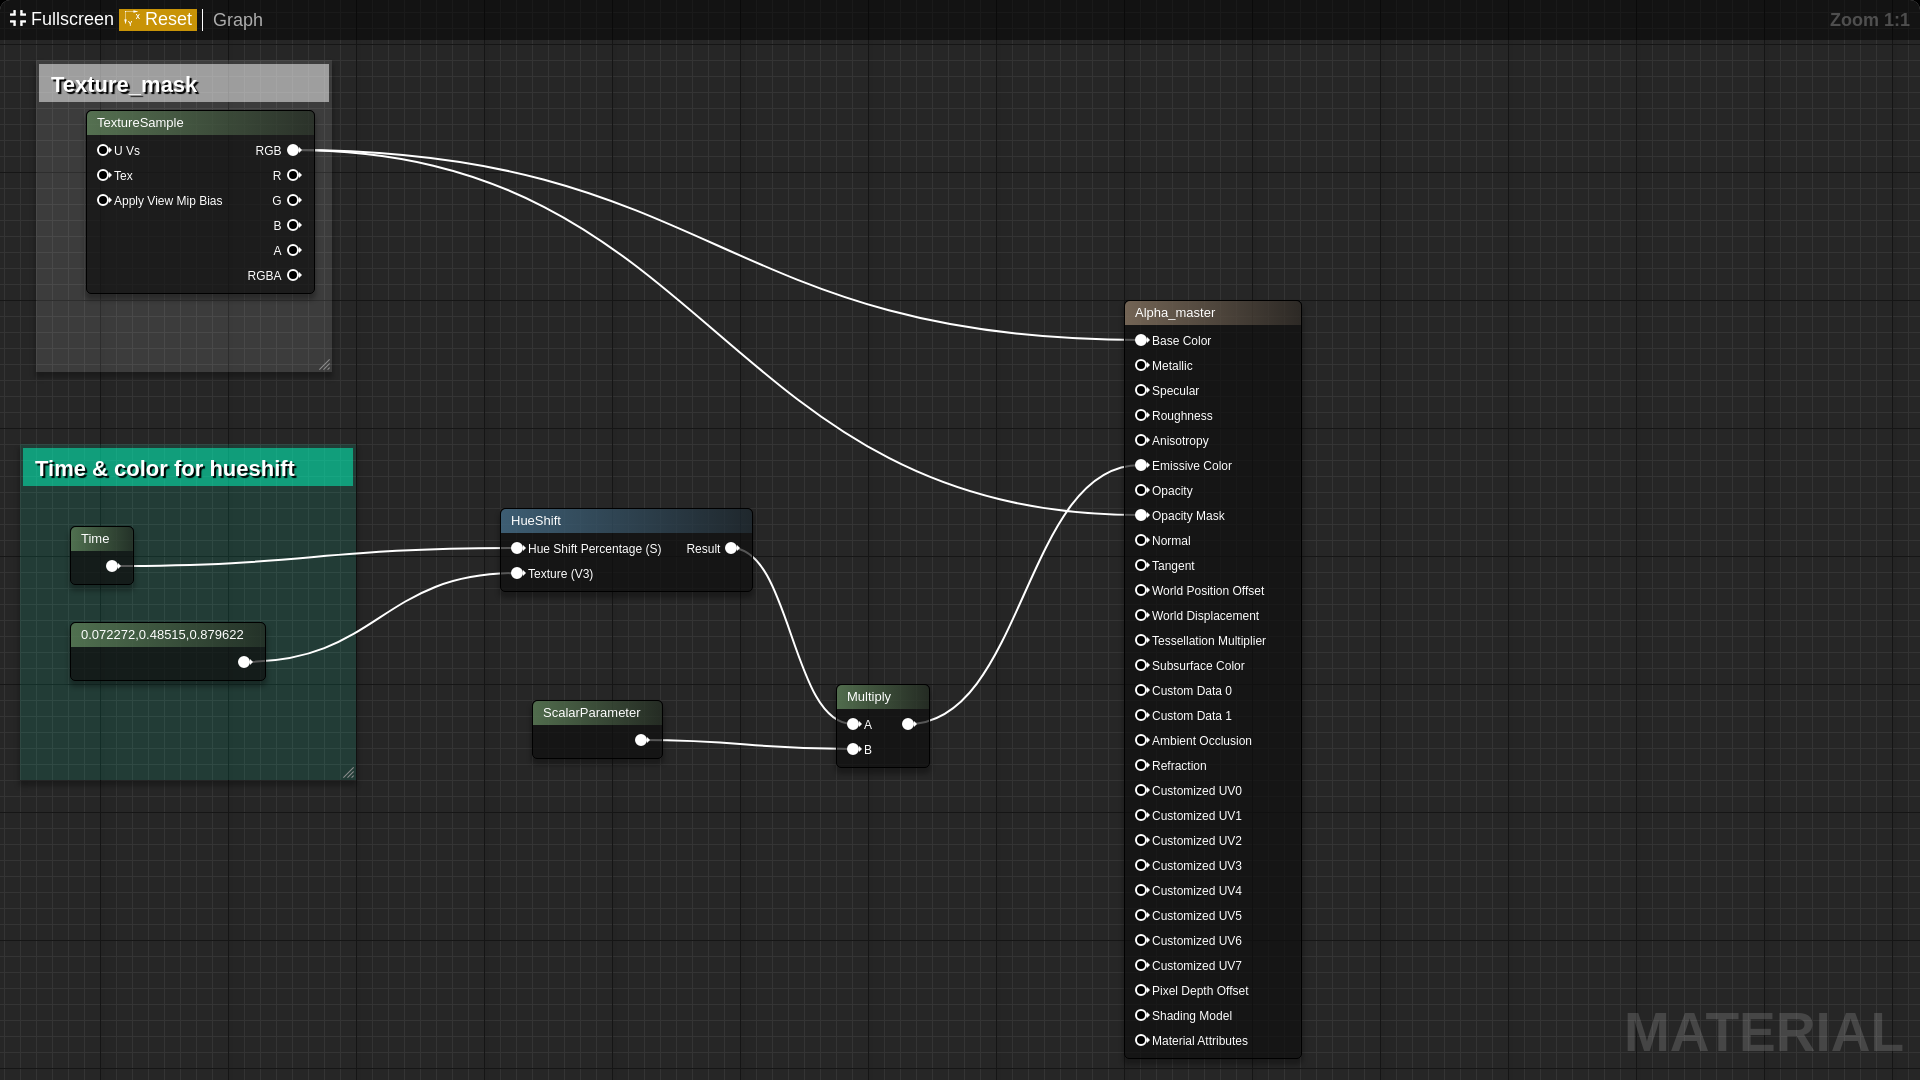 Fullscreen Reset Graph
Zoom 1:1
Texture_mask
TextureSample
U Vs RGB
Tex R
Apply View Mip Bias G
B
A
RGBA
Time & color for hueshift
Time
0.072272,0.48515,0.879622
HueShift
Hue Shift Percentage (S) Result
Texture (V3)
ScalarParameter
Multiply
A
B
Alpha_master
Base Color
Metallic
Specular
Roughness
Anisotropy
Emissive Color
Opacity
Opacity Mask
Normal
Tangent
World Position Offset
World Displacement
Tessellation Multiplier
Subsurface Color
Custom Data 0
Custom Data 1
Ambient Occlusion
Refraction
Customized UV0
Customized UV1
Customized UV2
Customized UV3
Customized UV4
Customized UV5
Customized UV6
Customized UV7
Pixel Depth Offset
Shading Model
Material Attributes
MATERIAL